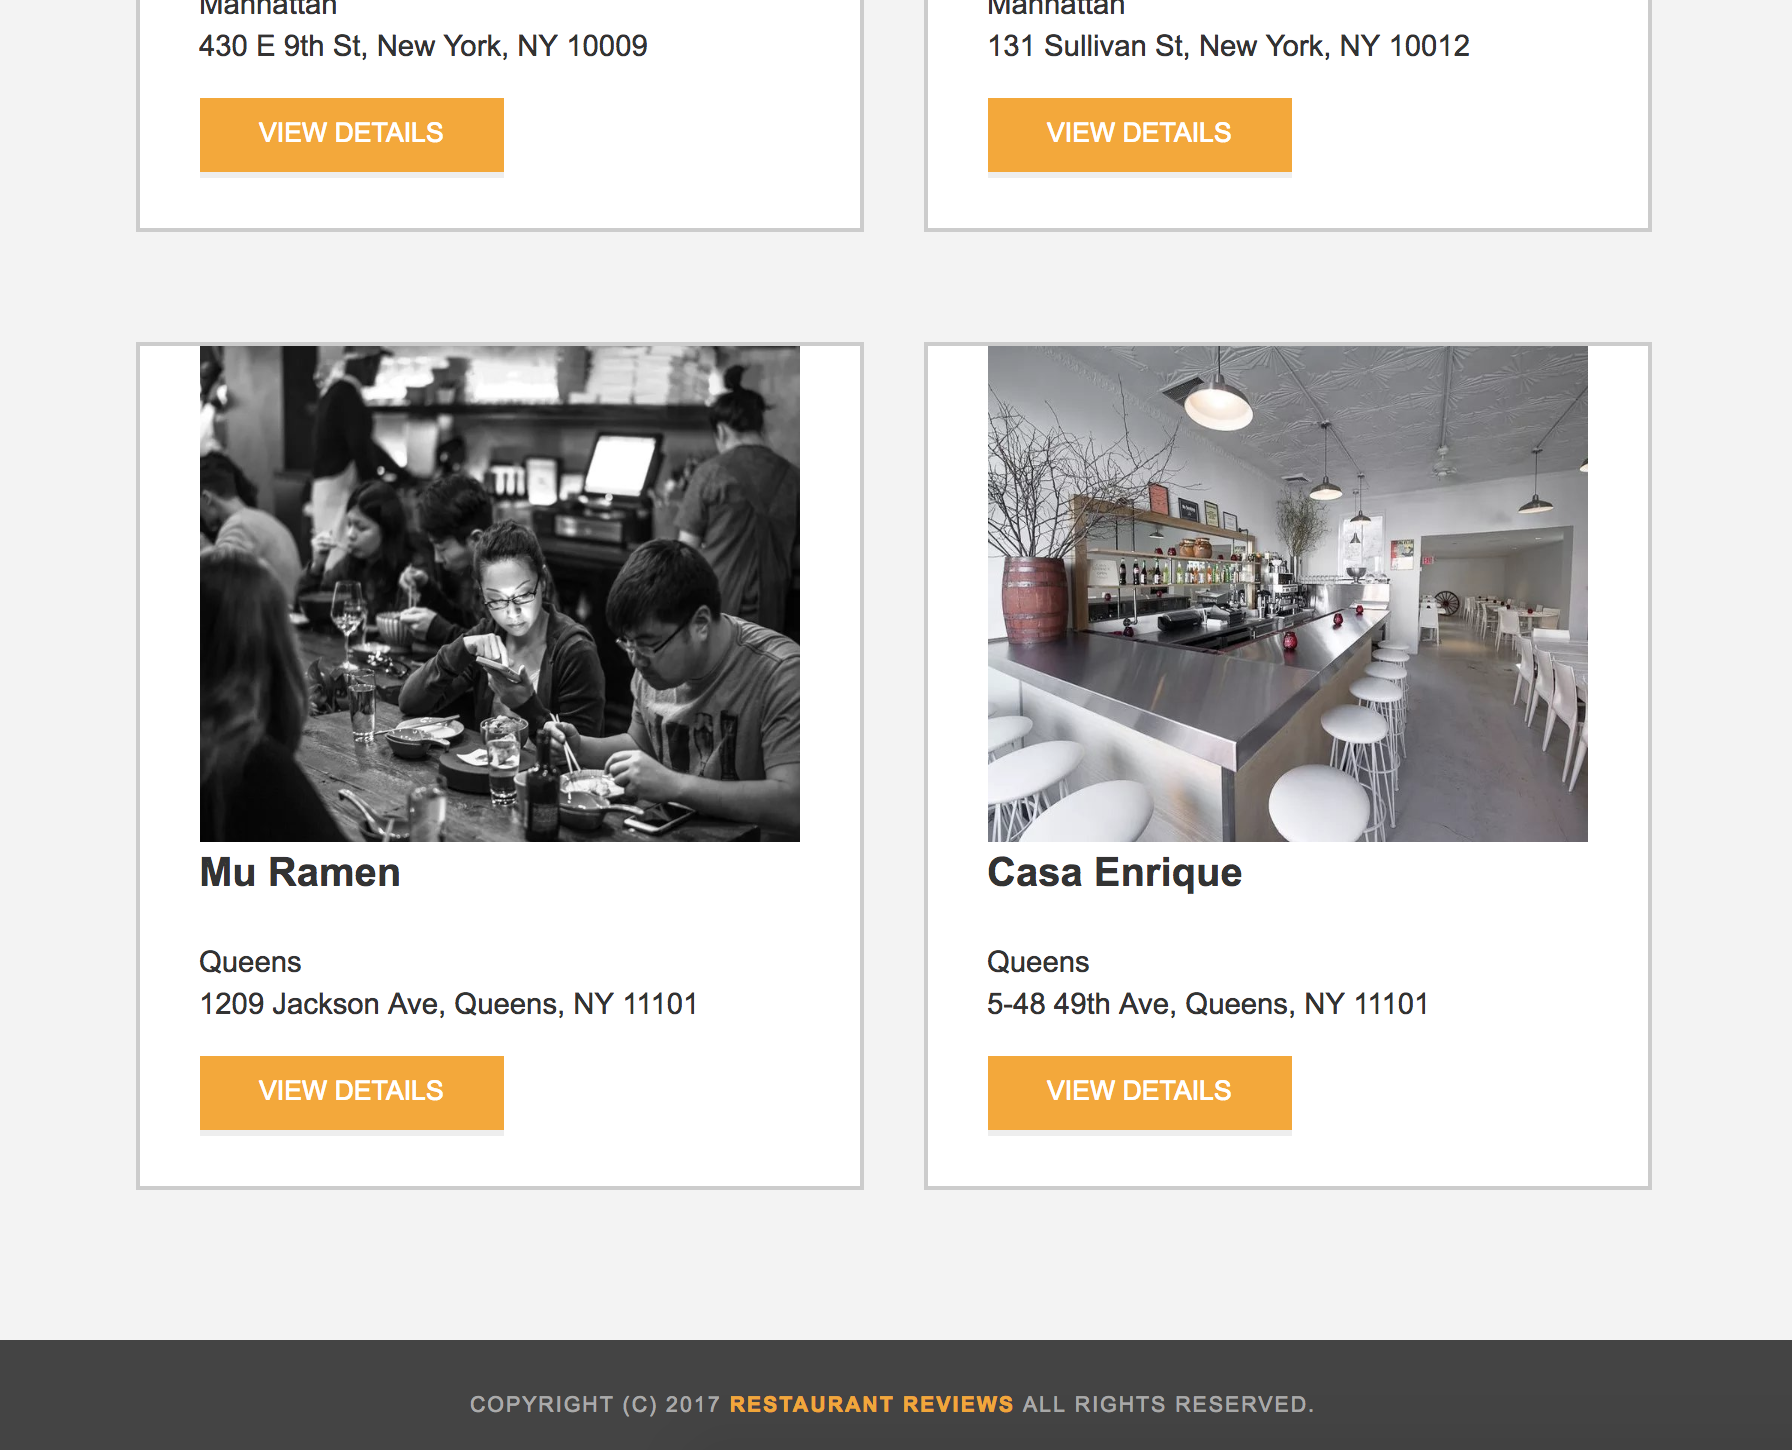 Manhattan
430 E 9th St, New York, NY 10009
VIEW DETAILS
Manhattan
131 Sullivan St, New York, NY 10012
VIEW DETAILS
Mu Ramen
Queens
1209 Jackson Ave, Queens, NY 11101
VIEW DETAILS
Casa Enrique
Queens
5-48 49th Ave, Queens, NY 11101
VIEW DETAILS
COPYRIGHT (C) 2017 RESTAURANT REVIEWS ALL RIGHTS RESERVED.